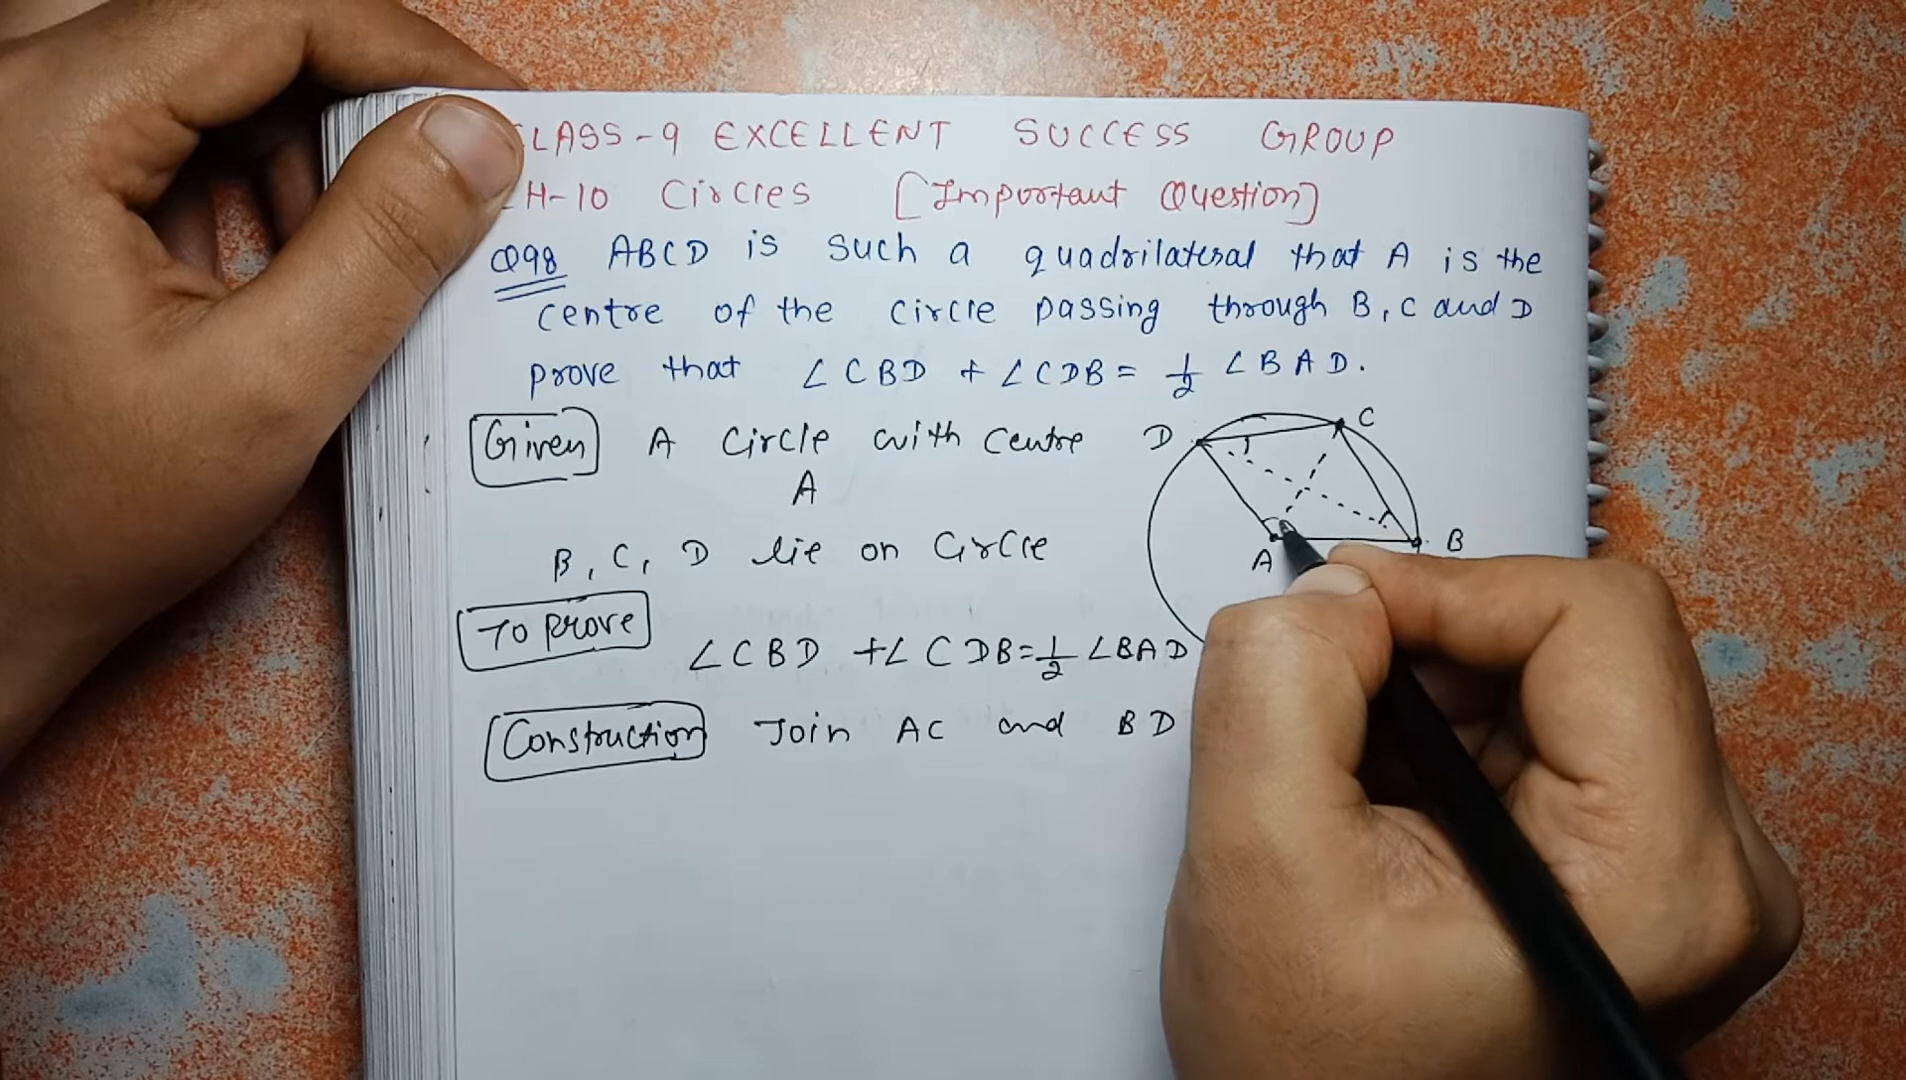 LASS-9 EXCELLENT SUCCESS GROUP
H-10 Circles [Important Question]
Q98 ABCD is such a quadrilateral that A is the
centre of the circle passing through B, C and D
prove that ∠CBD + ∠CDB = 1/2 ∠BAD.
Given A Circle with Centre
A
B, C, D lie on Circle
To prove
∠CBD + ∠CDB = 1/2 ∠BAD
Construction Join AC and BD
D
C
A
B